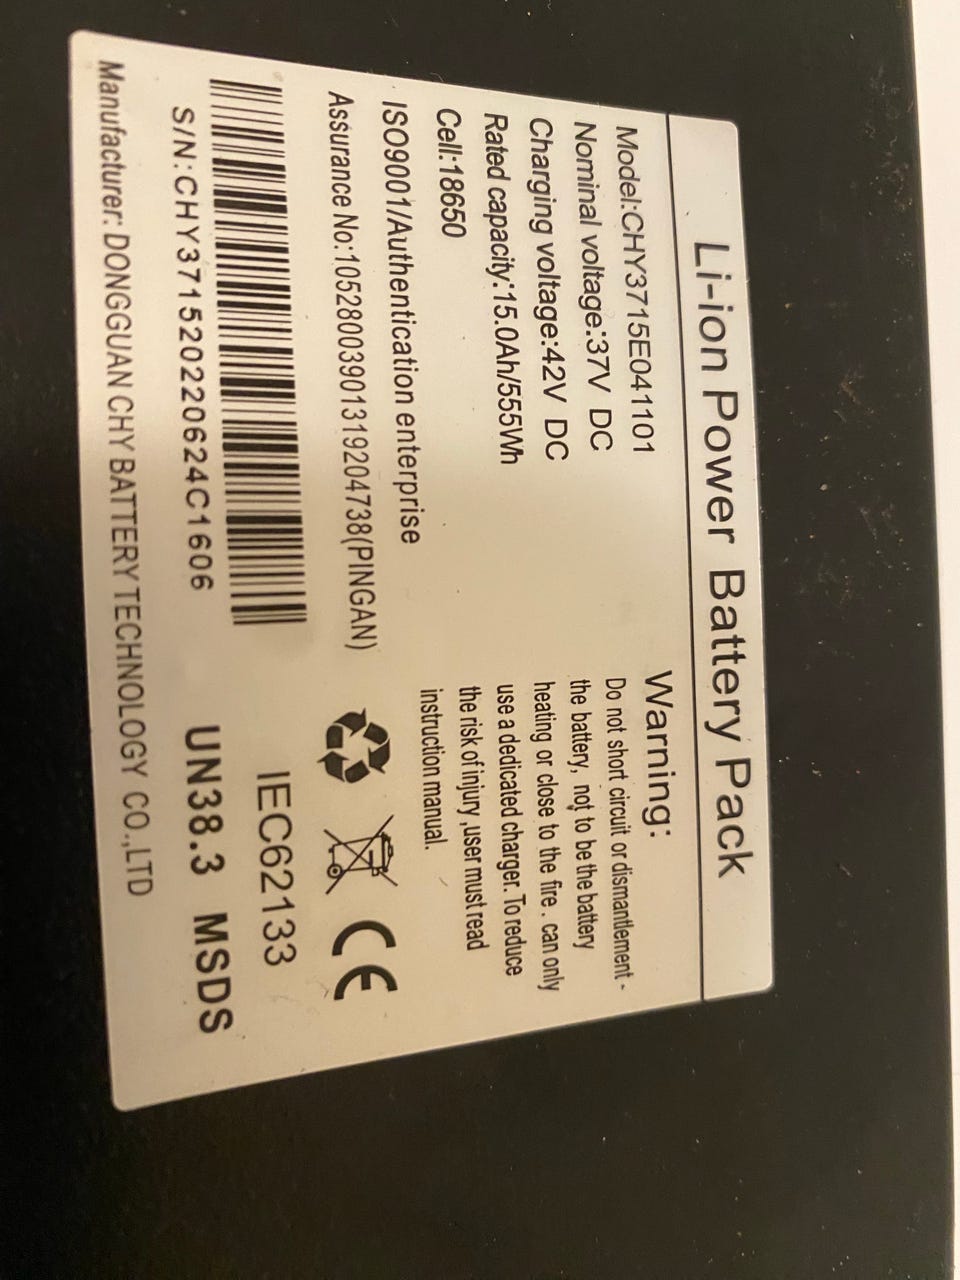 Li-ion Power Battery Pack
Model:CHY3715E041101
Nominal voltage:37V DC
Charging voltage:42V DC
Rated capacity:15.0Ah/555Wh
Cell:18650
ISO9001/Authentication enterprise
Assurance No:10528003901319204738(PINGAN)
S/N:CHY371520220624C1606
Manufacturer: DONGGUAN CHY BATTERY TECHNOLOGY CO.,LTD
Warning:
Do not short circuit or dismantlement -
the battery, not to be the battery
heating or close to the fire . can only
use a dedicated charger. To reduce
the risk of injury ,user must read
instruction manual.
CE
IEC62133
UN38.3 MSDS